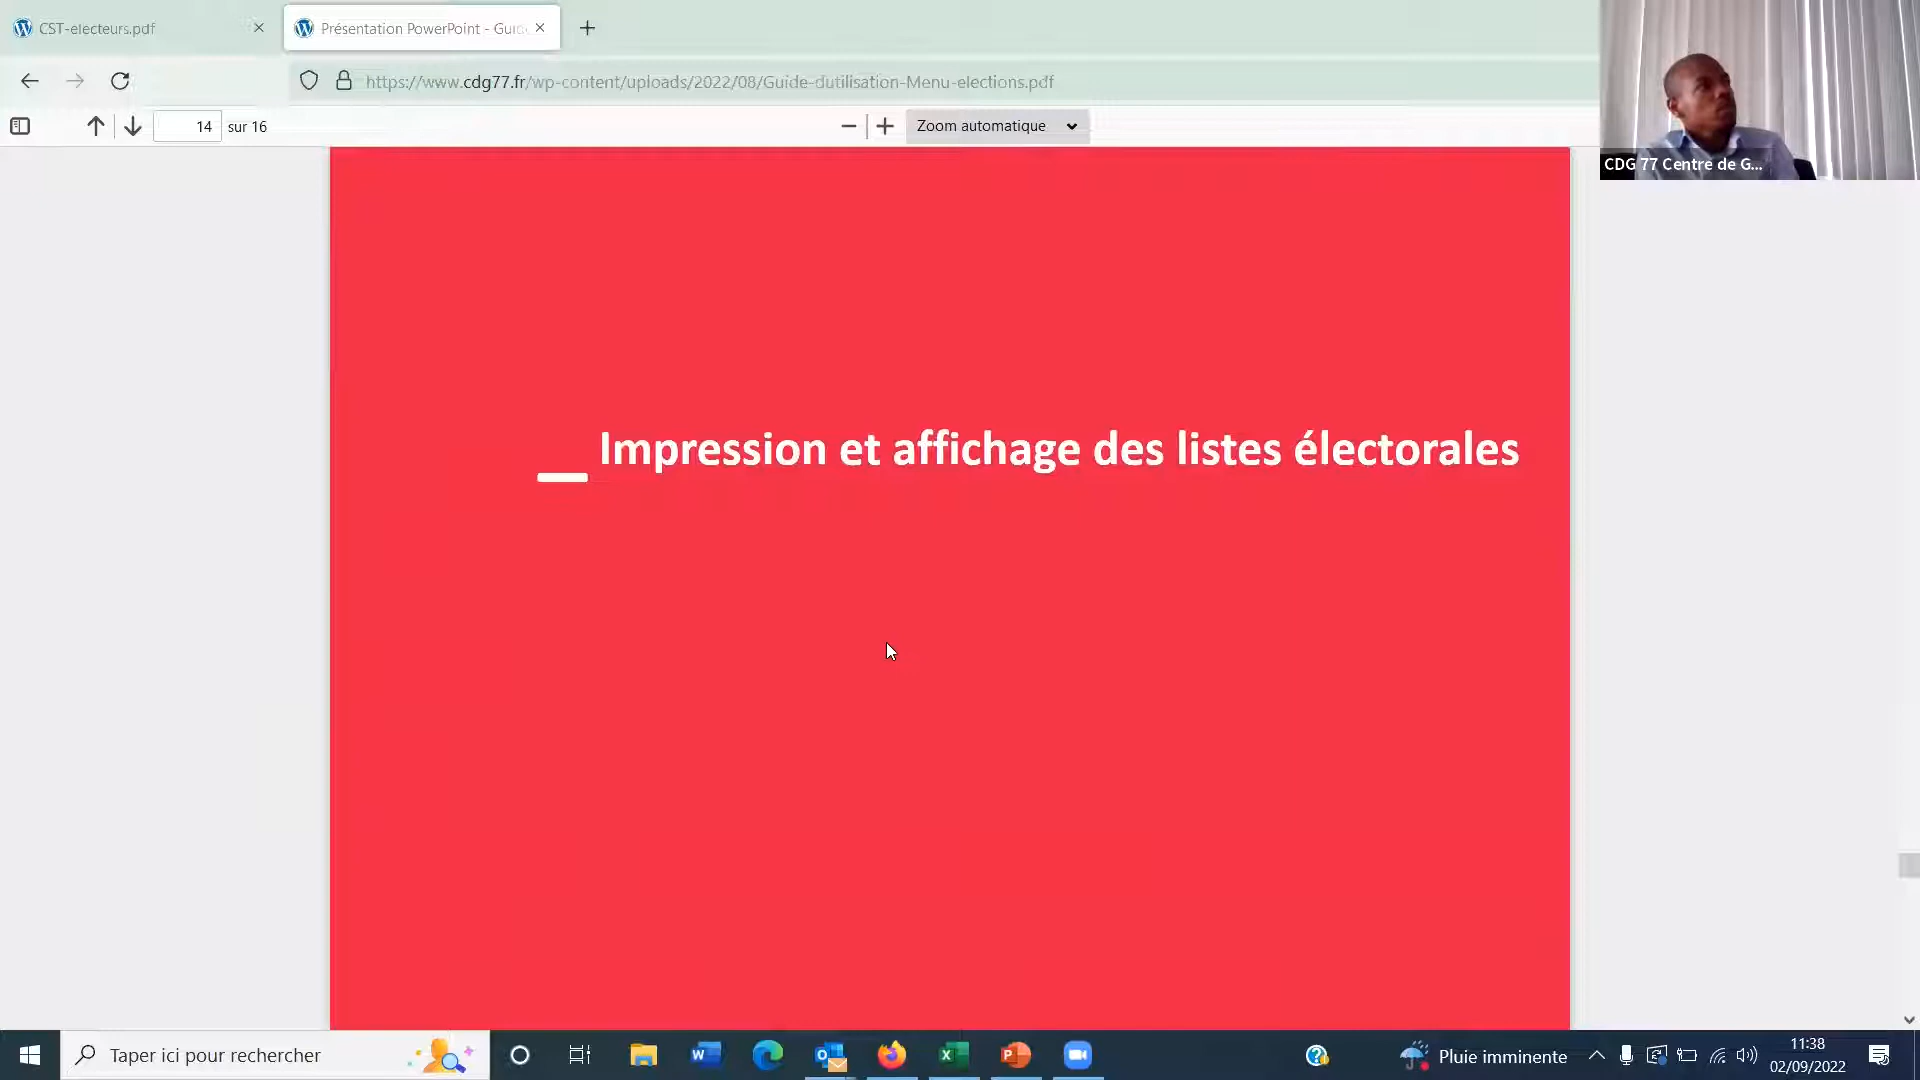 CST-electeurs.pdf
Présentation PowerPoint - Guid
https://www.cdg77.fr/wp-content/uploads/2022/08/Guide-dutilisation-Menu-elections.pdf
14 sur 16
Zoom automatique
CDG 77 Centre de G...
Impression et affichage des listes électorales
Taper ici pour rechercher
Pluie imminente
11:38
02/09/2022